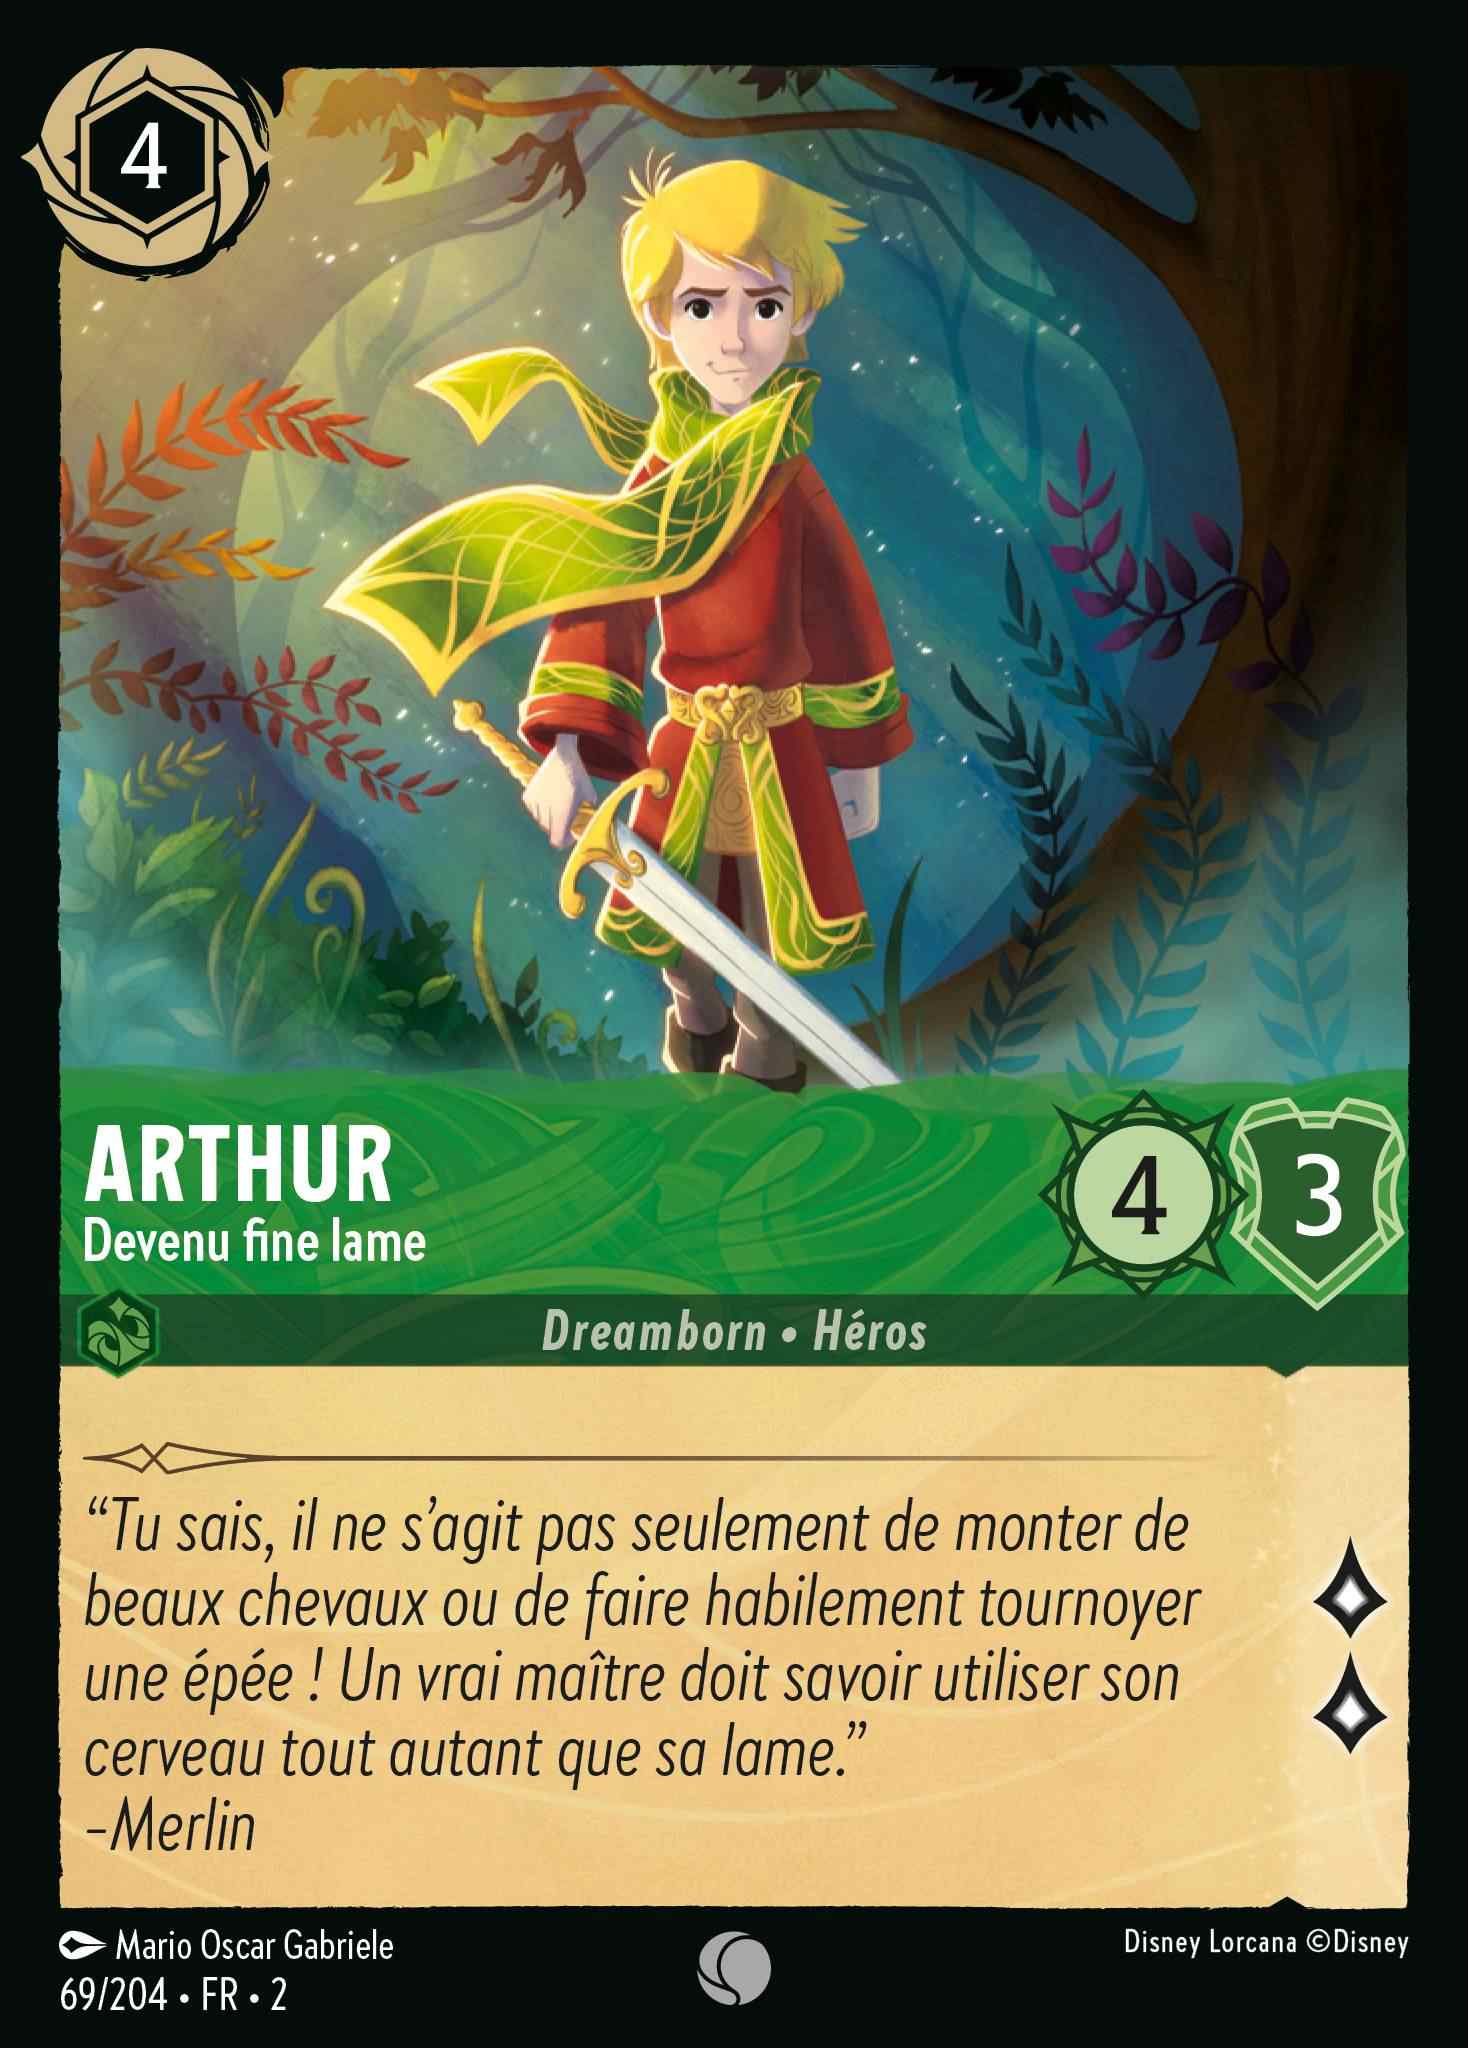 4
ARTHUR
Devenu fine lame
4
3
Dreamborn • Héros
“Tu sais, il ne s’agit pas seulement de monter de
beaux chevaux ou de faire habilement tournoyer
une épée ! Un vrai maître doit savoir utiliser son
cerveau tout autant que sa lame.”
–Merlin
Mario Oscar Gabriele
Disney Lorcana ©Disney
69/204 • FR • 2